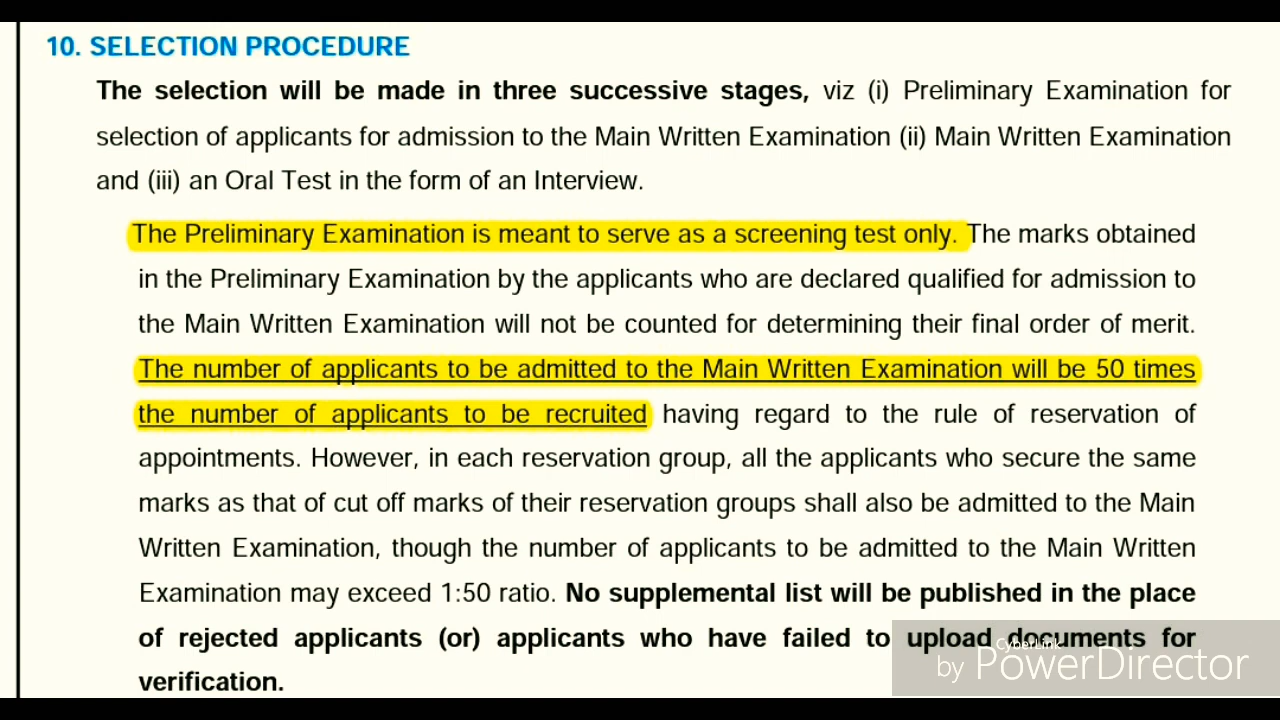 10. SELECTION PROCEDURE
The selection will be made in three successive stages, viz (i) Preliminary Examination for
selection of applicants for admission to the Main Written Examination (ii) Main Written Examination
and (iii) an Oral Test in the form of an Interview.
The Preliminary Examination is meant to serve as a screening test only. The marks obtained
in the Preliminary Examination by the applicants who are declared qualified for admission to
the Main Written Examination will not be counted for determining their final order of merit.
The number of applicants to be admitted to the Main Written Examination will be 50 times
the number of applicants to be recruited having regard to the rule of reservation of
appointments. However, in each reservation group, all the applicants who secure the same
marks as that of cut off marks of their reservation groups shall also be admitted to the Main
Written Examination, though the number of applicants to be admitted to the Main Written
Examination may exceed 1:50 ratio. No supplemental list will be published in the place
of rejected applicants (or) applicants who have failed to upload documents for
verification.
CyberLink
by PowerDirector